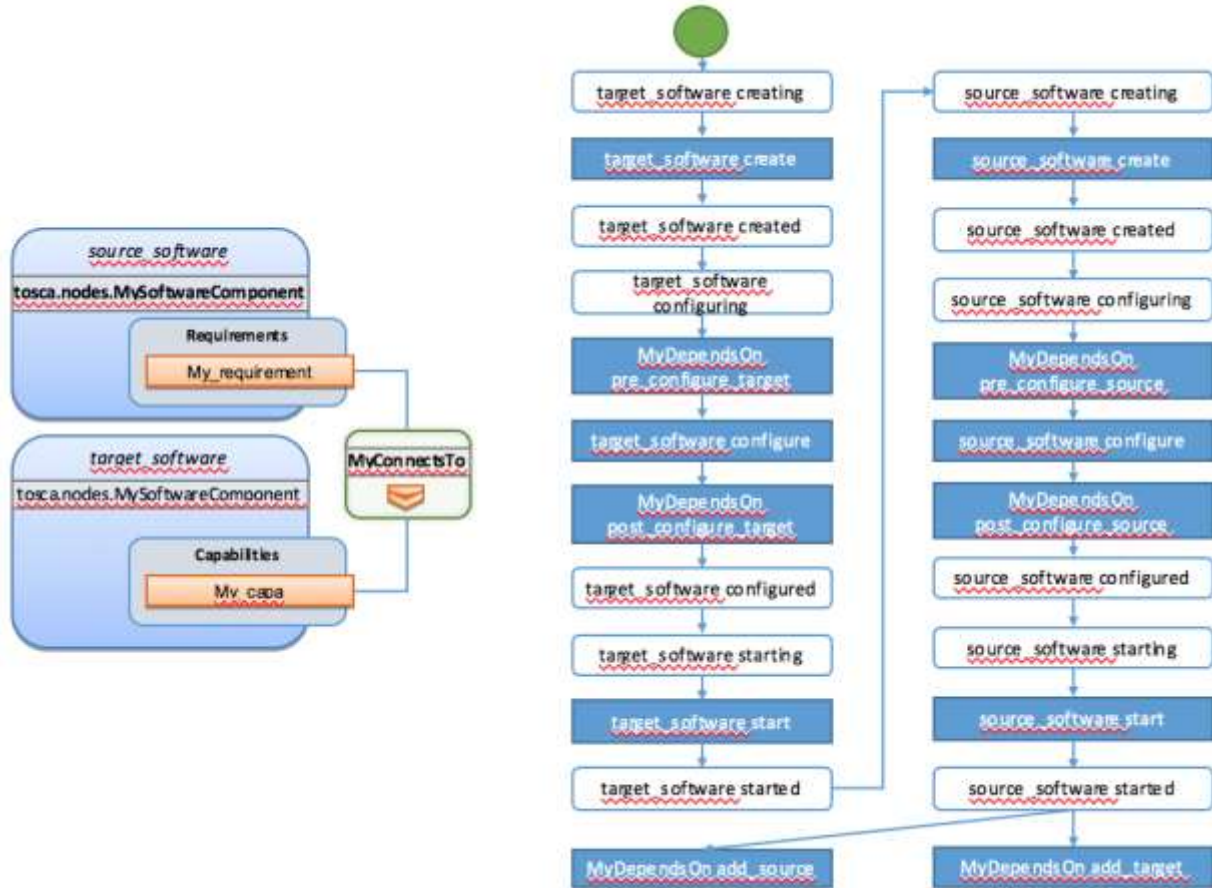 source_software
tosca.nodes.MySoftwareComponent
Requirements
My_requirement
target_software
tosca.nodes.MySoftwareComponent
Capabilities
My_capa
MyConnectsTo
target_software creating
target_software create
target_software created
target_software
configuring
MyDependsOn
pre_configure_target
target_software configure
MyDependsOn
post_configure_target
target_software configured
target_software starting
target_software start
target_software started
MyDependsOn add_source
source_software creating
source_software create
source_software created
source_software configuring
MyDependsOn
pre_configure_source
source_software configure
MyDependsOn
post_configure_source
source_software configured
source_software starting
source_software start
source_software started
MyDependsOn add_target